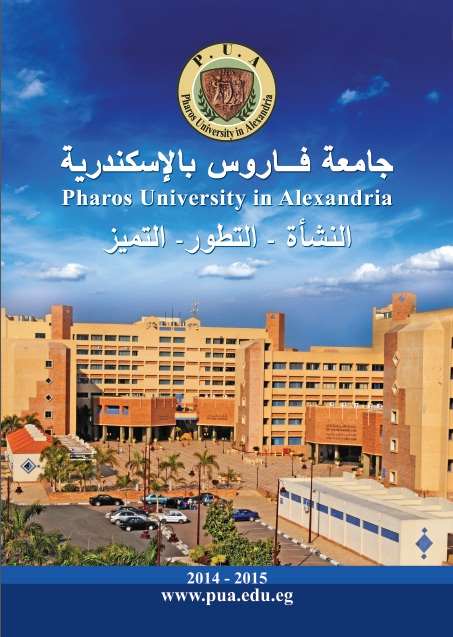 P. U. A
Pharos University in Alexandria
جامعة فــاروس بالإسكندرية
Pharos University in Alexandria
النشأة - التطور- التميز
2014 - 2015
www.pua.edu.eg